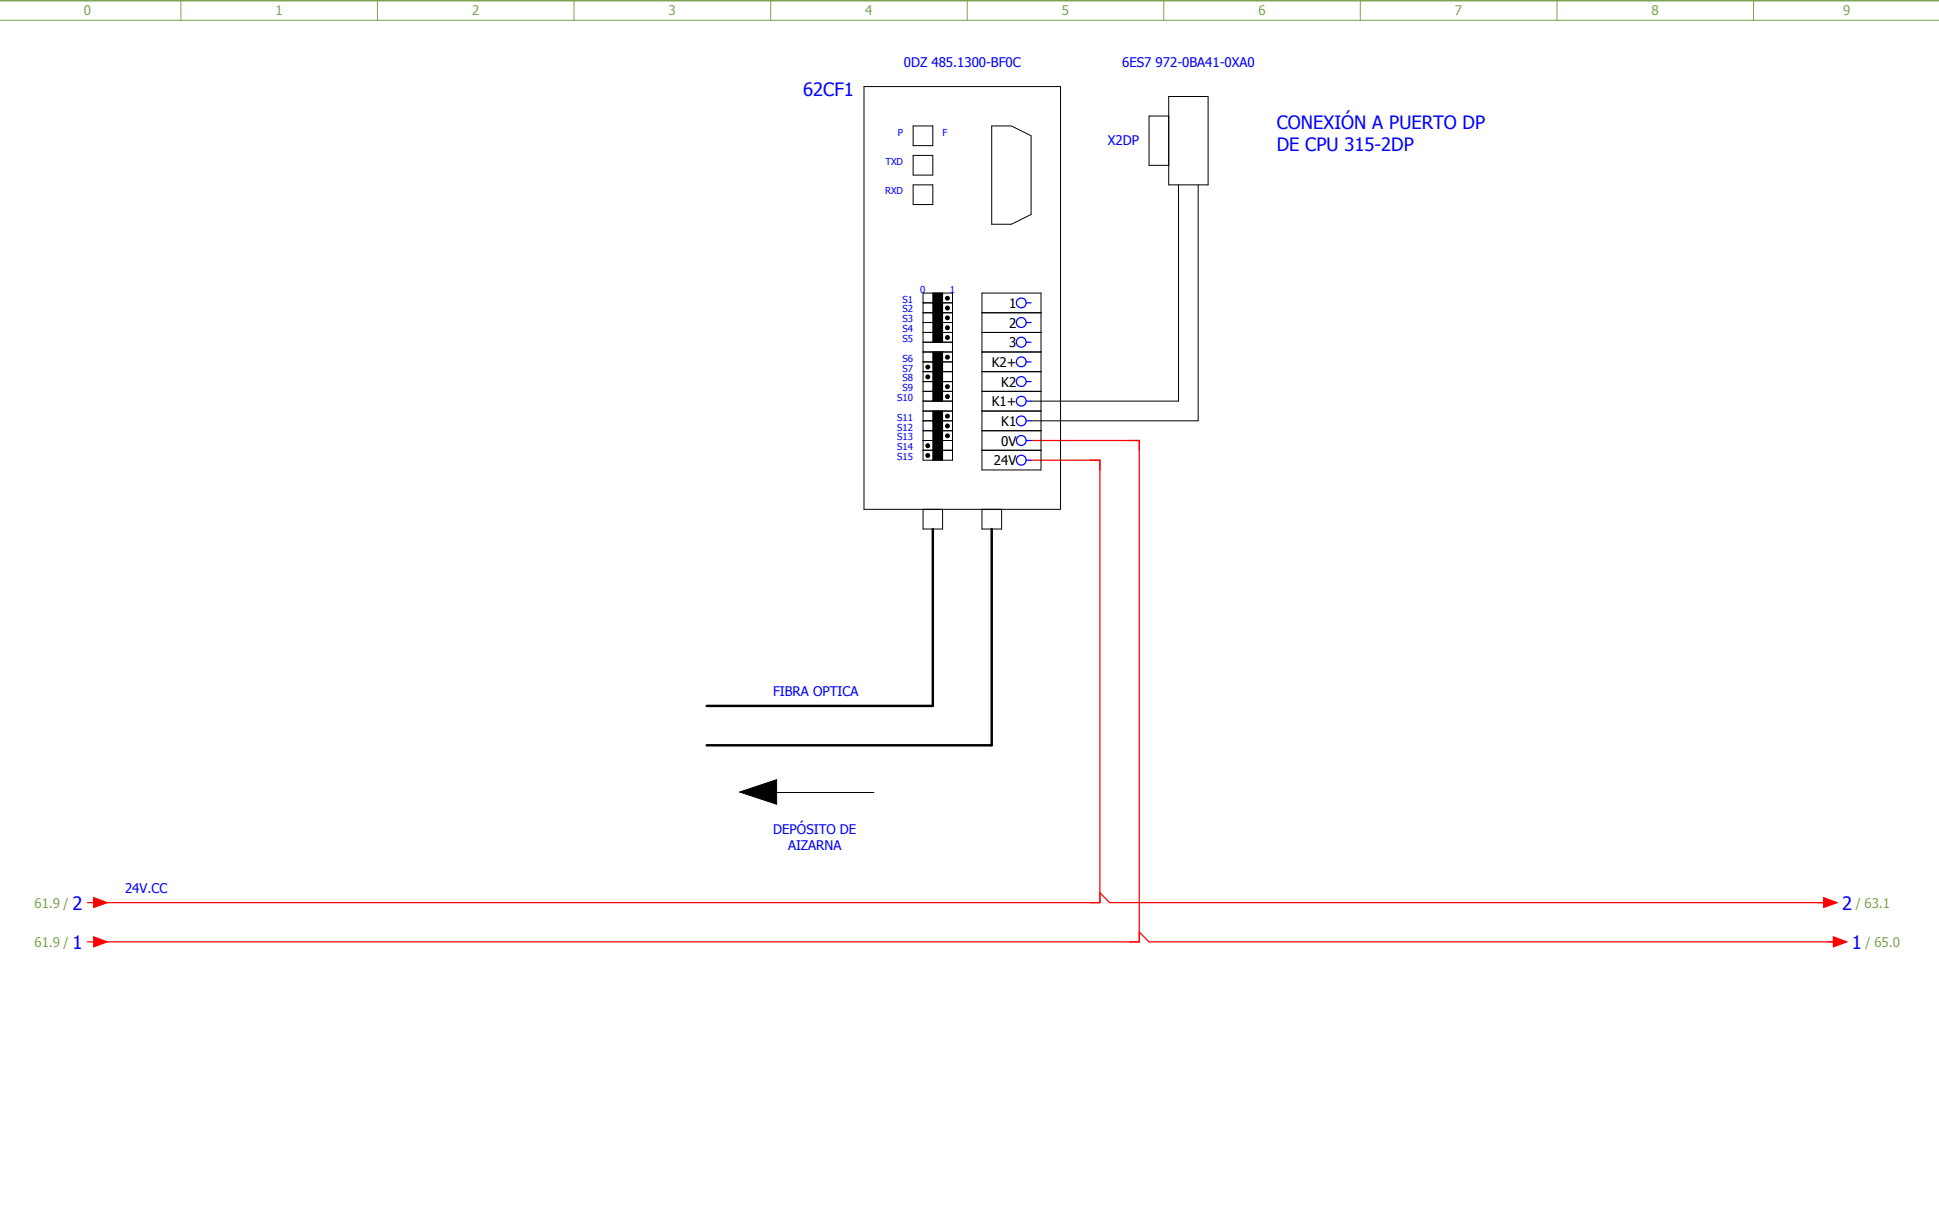 0 1 2 3 4 5 6 7 8 9
0DZ 485.1300-BF0C
6ES7 972-0BA41-0XA0
62CF1
P F
TXD
RXD
X2DP
CONEXIÓN A PUERTO DP
DE CPU 315-2DP
0 1
S1
S2
S3
S4
S5
S6
S7
S8
S9
S10
S11
S12
S13
S14
S15
1
2
3
K2+
K2
K1+
K1
0V
24V
FIBRA OPTICA
DEPÓSITO DE
AIZARNA
24V.CC
61.9 / 2
2 / 63.1
61.9 / 1
1 / 65.0